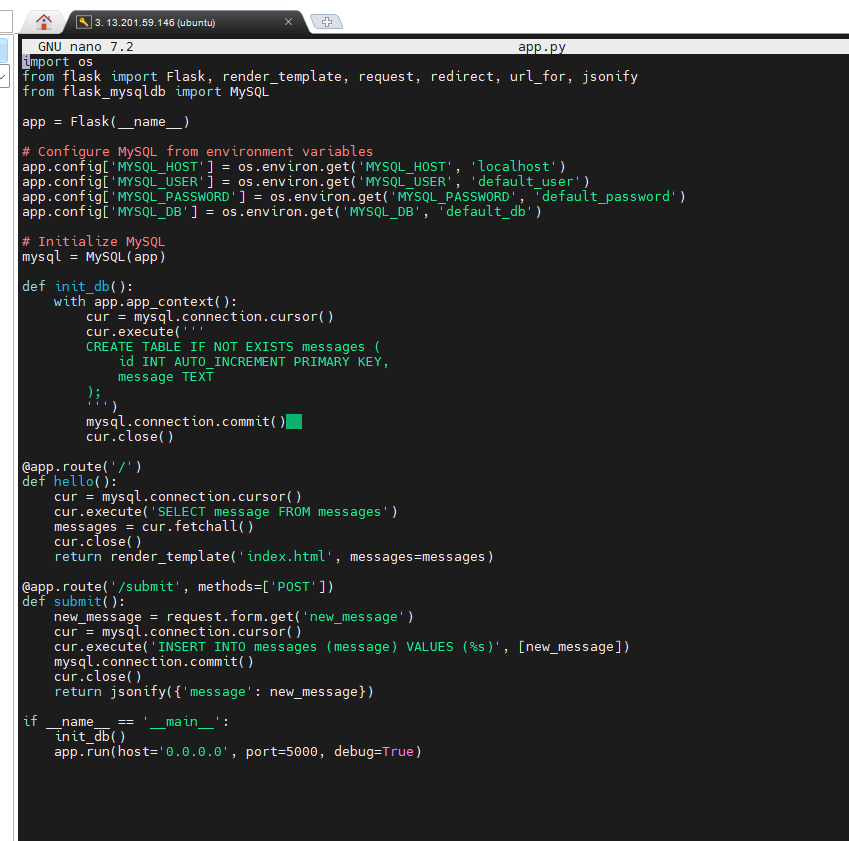 3. 13.201.59.146 (ubuntu)
GNU nano 7.2 app.py
import os
from flask import Flask, render_template, request, redirect, url_for, jsonify
from flask_mysqldb import MySQL

app = Flask(__name__)

# Configure MySQL from environment variables
app.config['MYSQL_HOST'] = os.environ.get('MYSQL_HOST', 'localhost')
app.config['MYSQL_USER'] = os.environ.get('MYSQL_USER', 'default_user')
app.config['MYSQL_PASSWORD'] = os.environ.get('MYSQL_PASSWORD', 'default_password')
app.config['MYSQL_DB'] = os.environ.get('MYSQL_DB', 'default_db')

# Initialize MySQL
mysql = MySQL(app)

def init_db():
    with app.app_context():
        cur = mysql.connection.cursor()
        cur.execute('''
        CREATE TABLE IF NOT EXISTS messages (
            id INT AUTO_INCREMENT PRIMARY KEY,
            message TEXT
        );
        ''')
        mysql.connection.commit()
        cur.close()

@app.route('/')
def hello():
    cur = mysql.connection.cursor()
    cur.execute('SELECT message FROM messages')
    messages = cur.fetchall()
    cur.close()
    return render_template('index.html', messages=messages)

@app.route('/submit', methods=['POST'])
def submit():
    new_message = request.form.get('new_message')
    cur = mysql.connection.cursor()
    cur.execute('INSERT INTO messages (message) VALUES (%s)', [new_message])
    mysql.connection.commit()
    cur.close()
    return jsonify({'message': new_message})

if __name__ == '__main__':
    init_db()
    app.run(host='0.0.0.0', port=5000, debug=True)